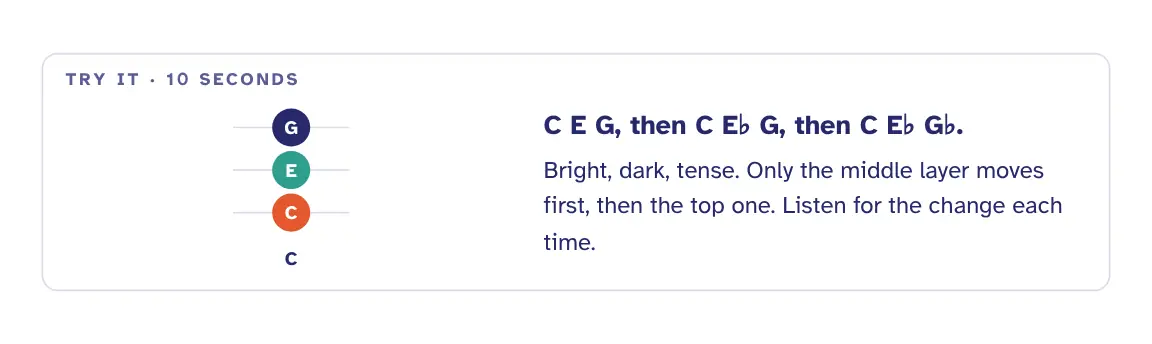 TRY IT · 10 SECONDS
G
E
C
C
C E G, then C E♭ G, then C E♭ G♭.
Bright, dark, tense. Only the middle layer moves
first, then the top one. Listen for the change each
time.